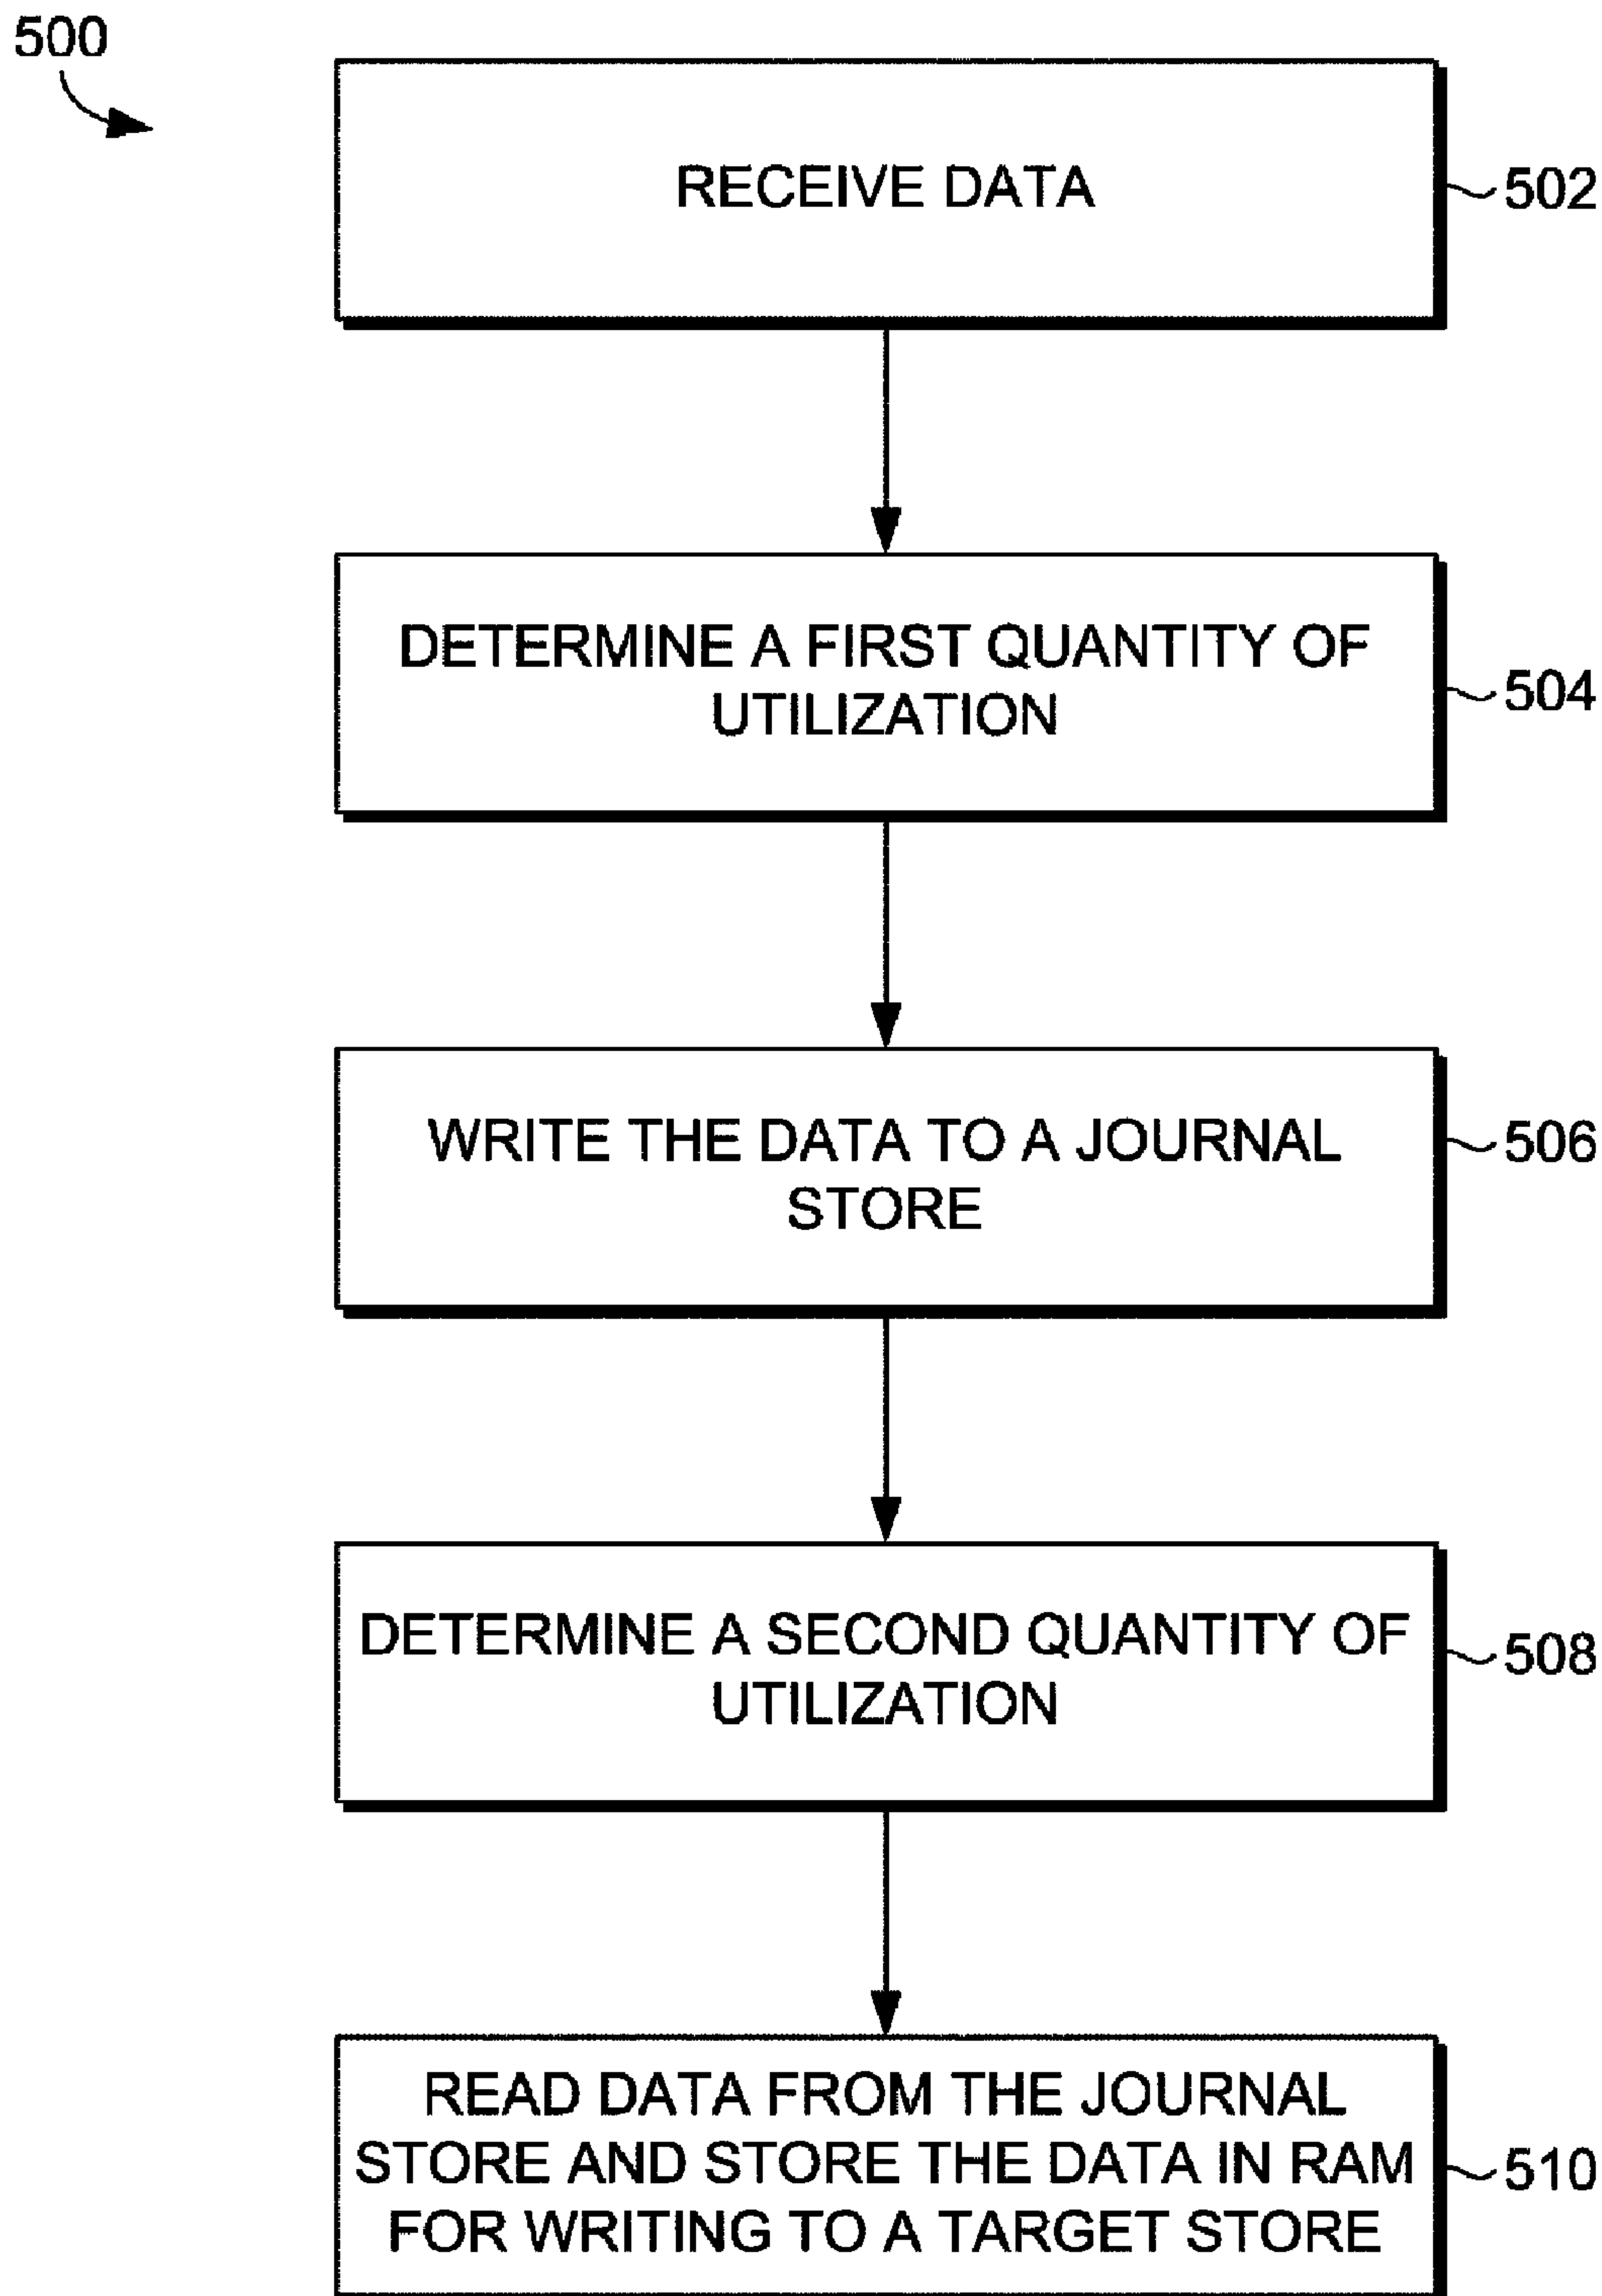 500
RECEIVE DATA
502
DETERMINE A FIRST QUANTITY OF
UTILIZATION
504
WRITE THE DATA TO A JOURNAL
STORE
506
DETERMINE A SECOND QUANTITY OF
UTILIZATION
508
READ DATA FROM THE JOURNAL
STORE AND STORE THE DATA IN RAM
FOR WRITING TO A TARGET STORE
510